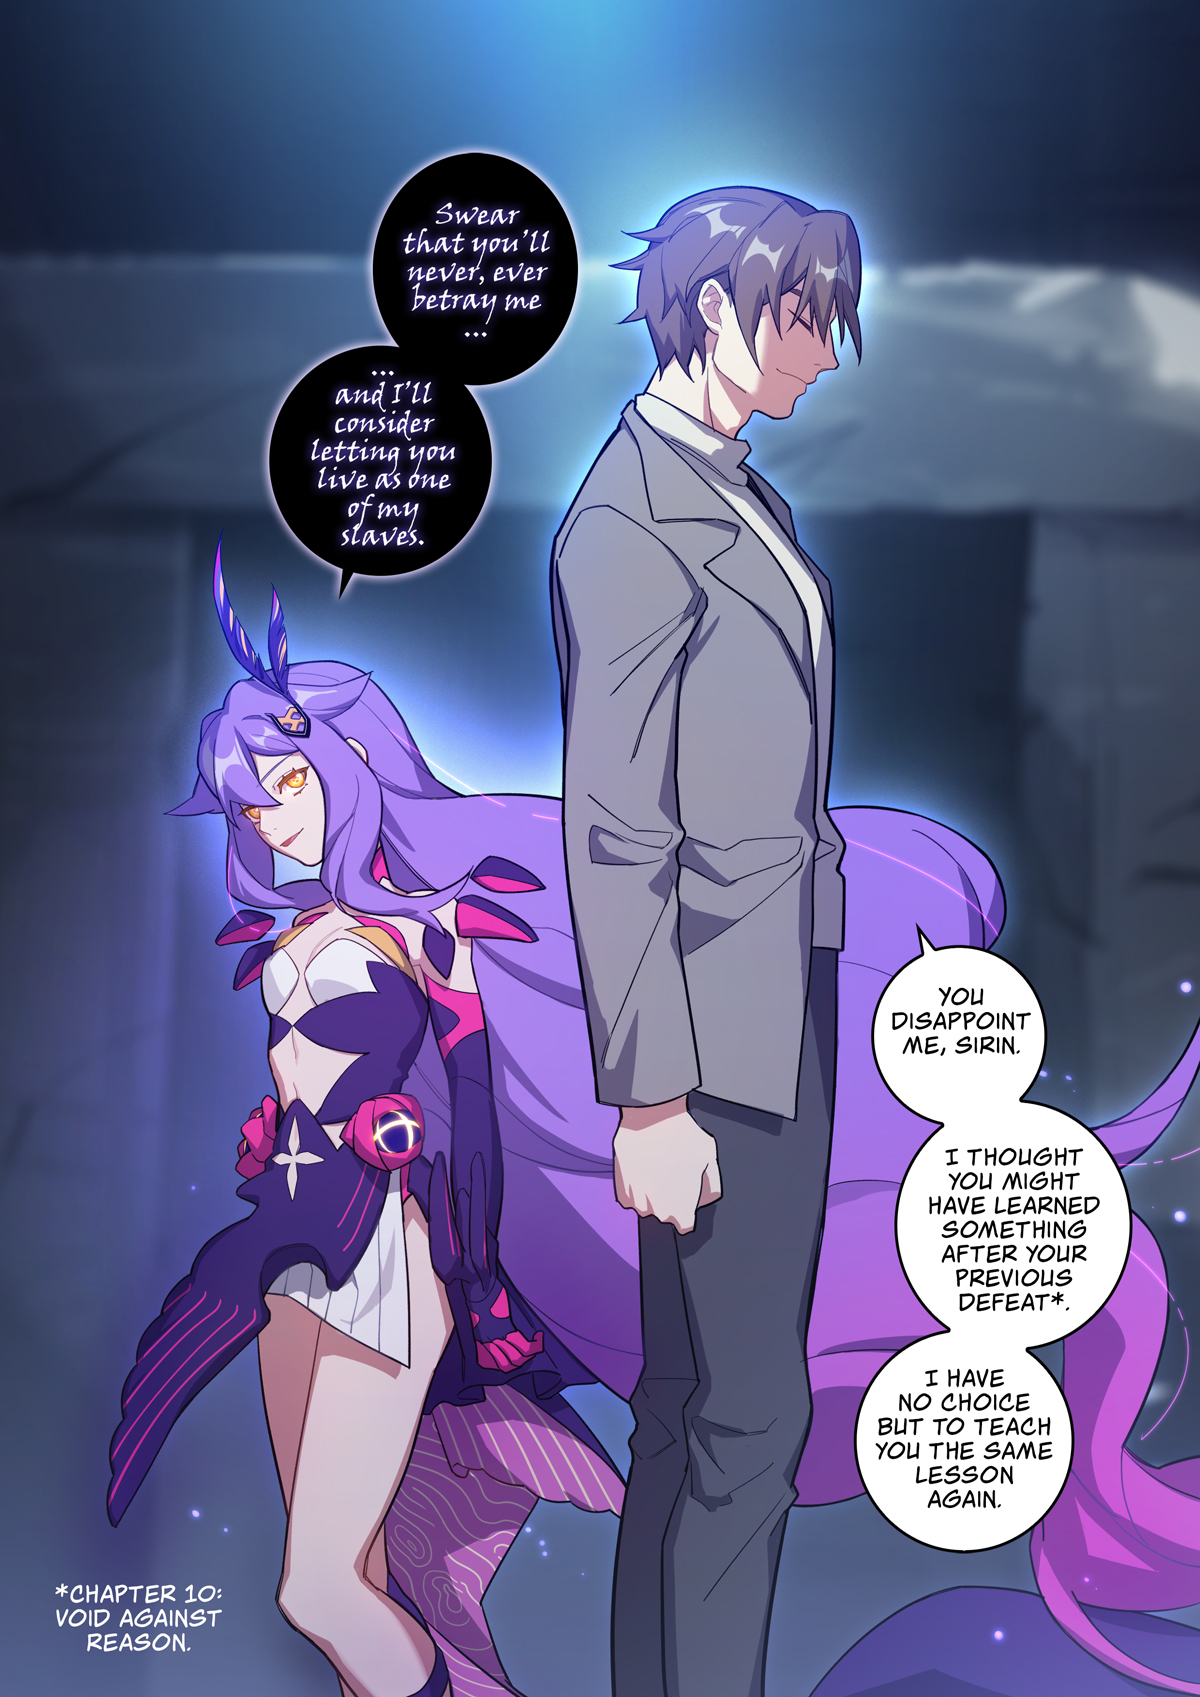 Swear
that you'll
never, ever
betray me
...
...
and I'll
consider
letting you
live as one
of my
slaves.
YOU
DISAPPOINT
ME, SIRIN.
I THOUGHT
YOU MIGHT
HAVE LEARNED
SOMETHING
AFTER YOUR
PREVIOUS
DEFEAT*.
I HAVE
NO CHOICE
BUT TO TEACH
YOU THE SAME
LESSON
AGAIN.
*CHAPTER 10:
VOID AGAINST
REASON.